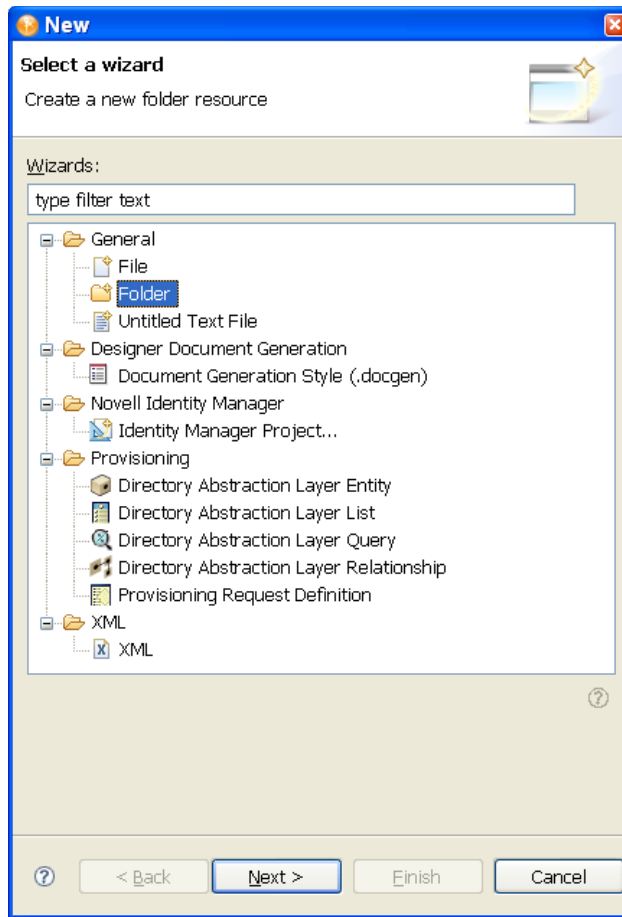 New
Select a wizard
Create a new folder resource
Wizards:
type filter text
General
File
Folder
Untitled Text File
Designer Document Generation
Document Generation Style (.docgen)
Novell Identity Manager
Identity Manager Project...
Provisioning
Directory Abstraction Layer Entity
Directory Abstraction Layer List
Directory Abstraction Layer Query
Directory Abstraction Layer Relationship
Provisioning Request Definition
XML
XML
< Back Next > Finish Cancel